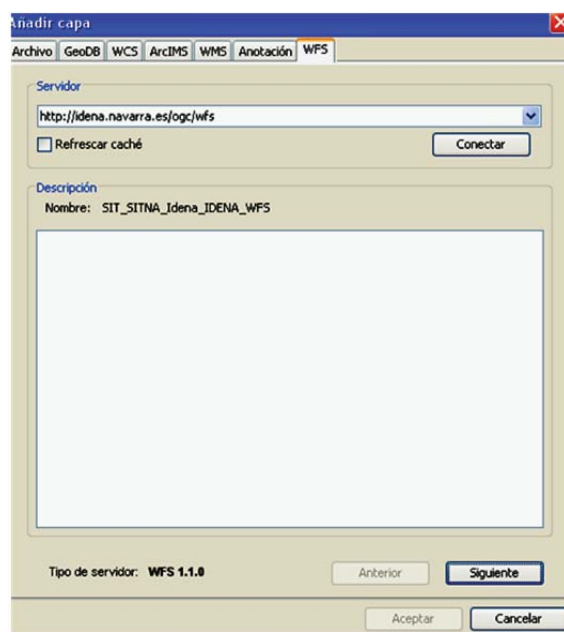 Añadir capa
Archivo GeoDB WCS ArcIMS WMS Anotación WFS
Servidor
http://idena.navarra.es/ogc/wfs
Refrescar caché Conectar
Descripción
Nombre: SIT_SITNA_Idena_IDENA_WFS
Tipo de servidor: WFS 1.1.0 Anterior Siguiente
Aceptar Cancelar